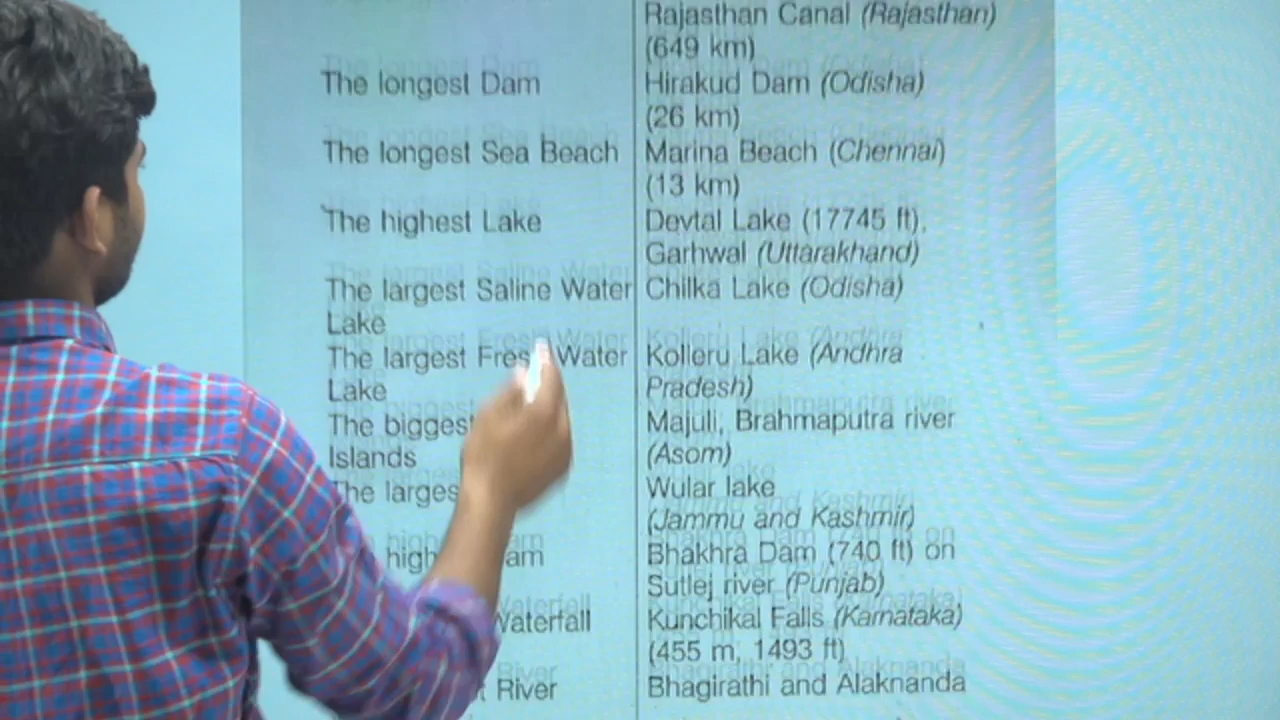 Rajasthan Canal (Rajasthan)
(649 km)
The longest Dam Hirakud Dam (Odisha)
(26 km)
The longest Sea Beach Marina Beach (Chennai)
(13 km)
The highest Lake Devtal Lake (17745 ft),
Garhwal (Uttarakhand)
The largest Saline Water Chilka Lake (Odisha)
Lake
The largest Fresh Water Kolleru Lake (Andhra
Lake Pradesh)
The biggest Majuli, Brahmaputra river
Islands (Asom)
The larges Wular lake
(Jammu and Kashmir)
high am Bhakhra Dam (740 ft) on
Sutlej river (Punjab)
Waterfall Kunchikal Falls (Karnataka)
(455 m, 1493 ft)
River Bhagirathi and Alaknanda